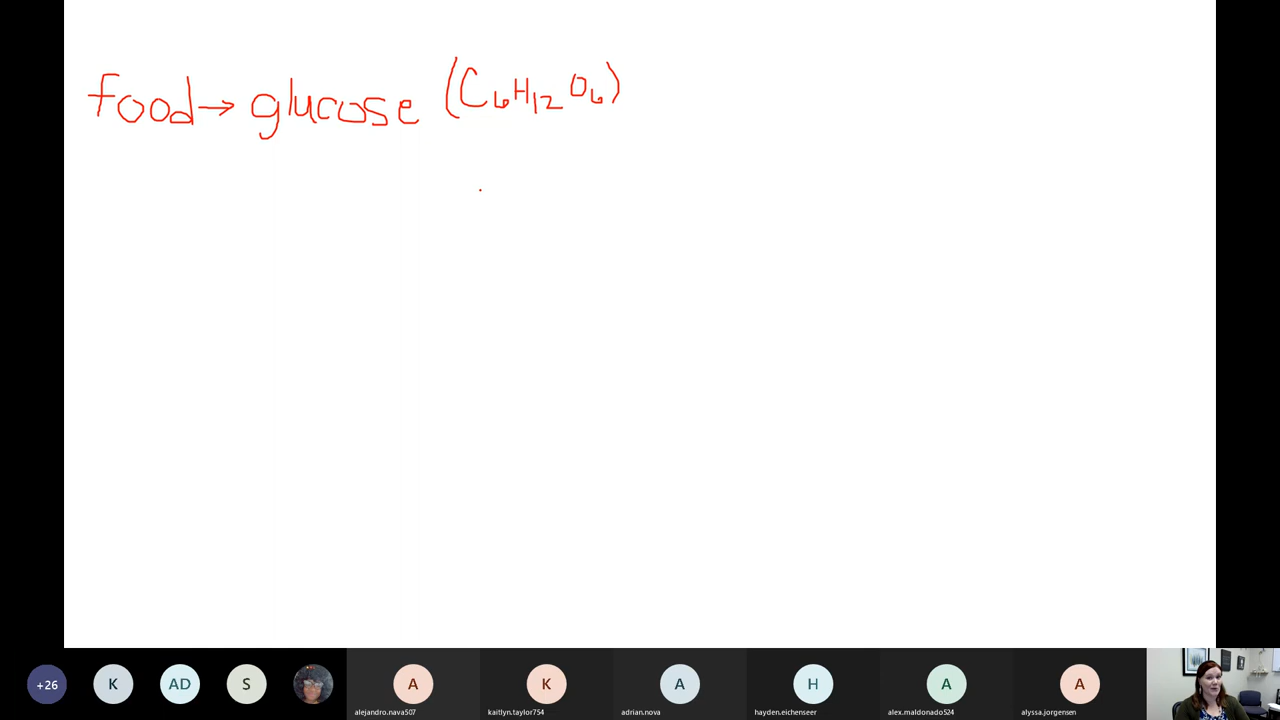 food → glucose (C₆H₁₂O₆)
+26
K
AD
S
A
K
A
H
A
A
alejandro.nava507
kaitlyn.taylor754
adrian.nova
hayden.eichenseer
alex.maldonado524
alyssa.jorgensen